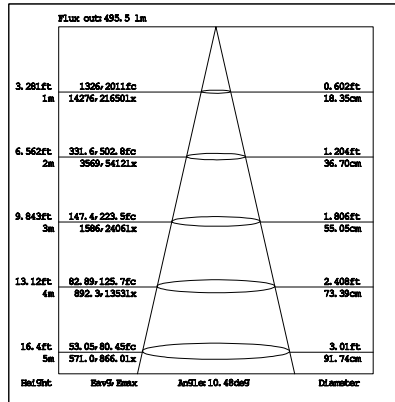 Flux out:495.5 lm
3.281ft 1326,2011fc 0.602ft
1m 14276,21650lx 18.35cm
6.562ft 331.6,502.8fc 1.204ft
2m 3569,5412lx 36.70cm
9.843ft 147.4,223.5fc 1.806ft
3m 1586,2406lx 55.05cm
13.12ft 82.89,125.7fc 2.408ft
4m 892.3,1353lx 73.39cm
16.4ft 53.05,80.45fc 3.01ft
5m 571.0,866.0lx 91.74cm
Height Eavg,Emax Angle:10.48deg Diameter